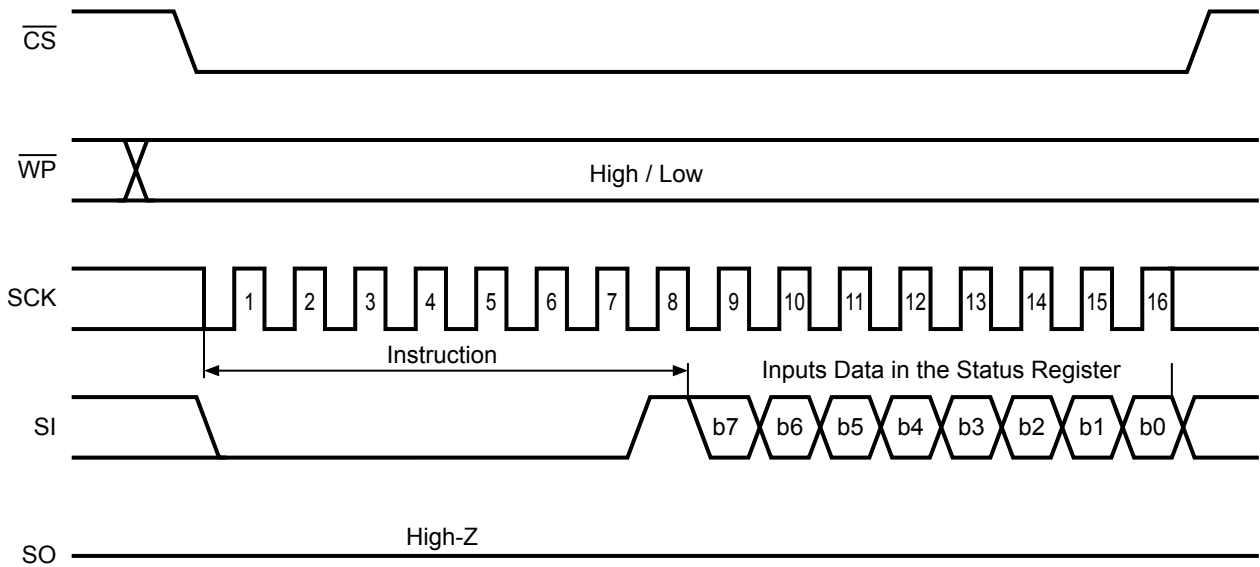 CS
WP
High / Low
SCK
1 2 3 4 5 6 7 8 9 10 11 12 13 14 15 16
Instruction
Inputs Data in the Status Register
SI
b7 b6 b5 b4 b3 b2 b1 b0
High-Z
SO